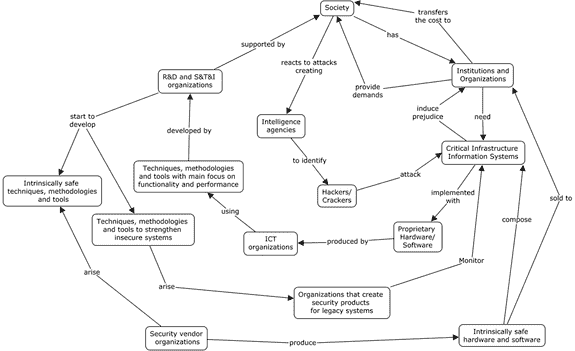 Society
transfers
the cost to
has
supported by
reacts to attacks
creating
provide
demands
R&D and S&T&I
organizations
Institutions and
Organizations
start to
develop
induce
prejudice
need
Intelligence
agencies
developed by
to identify
Critical Infrastructure
Information Systems
Techniques, methodologies
and tools with main focus on
functionality and performance
attack
Intrinsically safe
techniques, methodologies
and tools
Hackers/
Crackers
implemented
with
sold to
using
compose
Techniques, methodologies
and tools to strengthen
insecure systems
ICT
organizations
produced by
Proprietary
Hardware/
Software
Monitor
arise
arise
Organizations that create
security products
for legacy systems
Security vendor
organizations
produce
Intrinsically safe
hardware and software